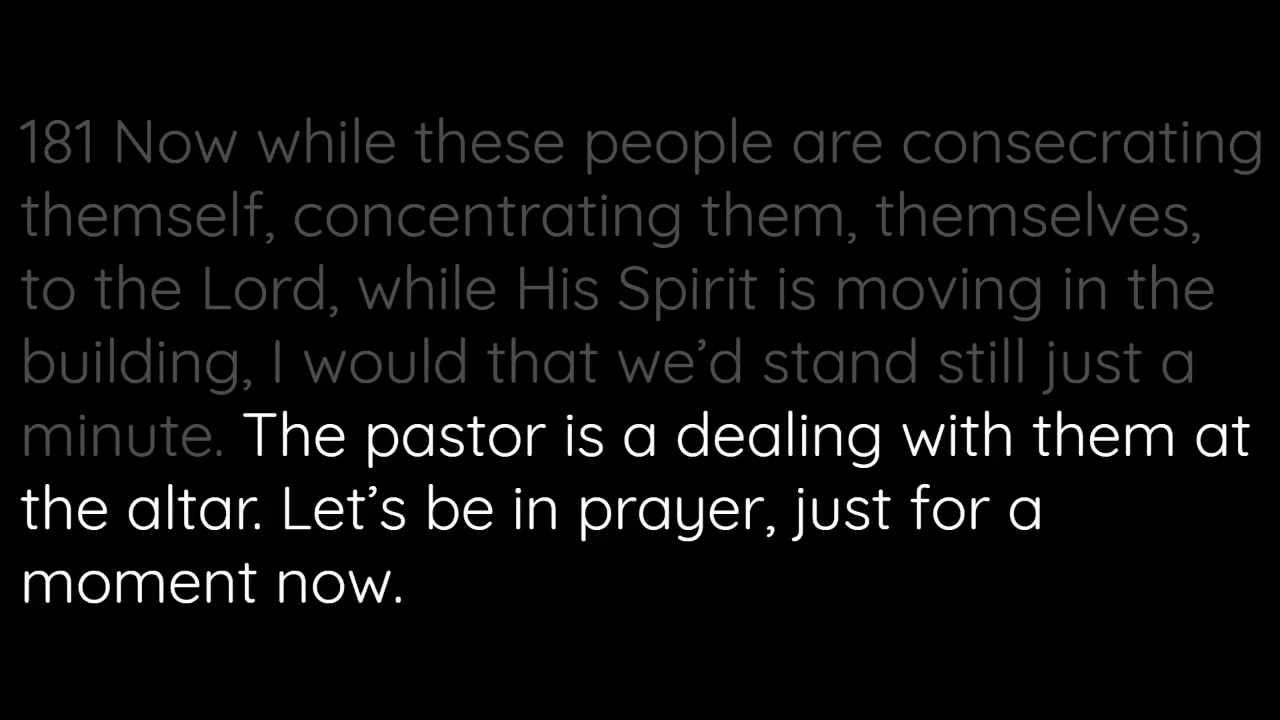 181 Now while these people are consecrating
themself, concentrating them, themselves,
to the Lord, while His Spirit is moving in the
building, I would that we’d stand still just a
minute. The pastor is a dealing with them at
the altar. Let’s be in prayer, just for a
moment now.